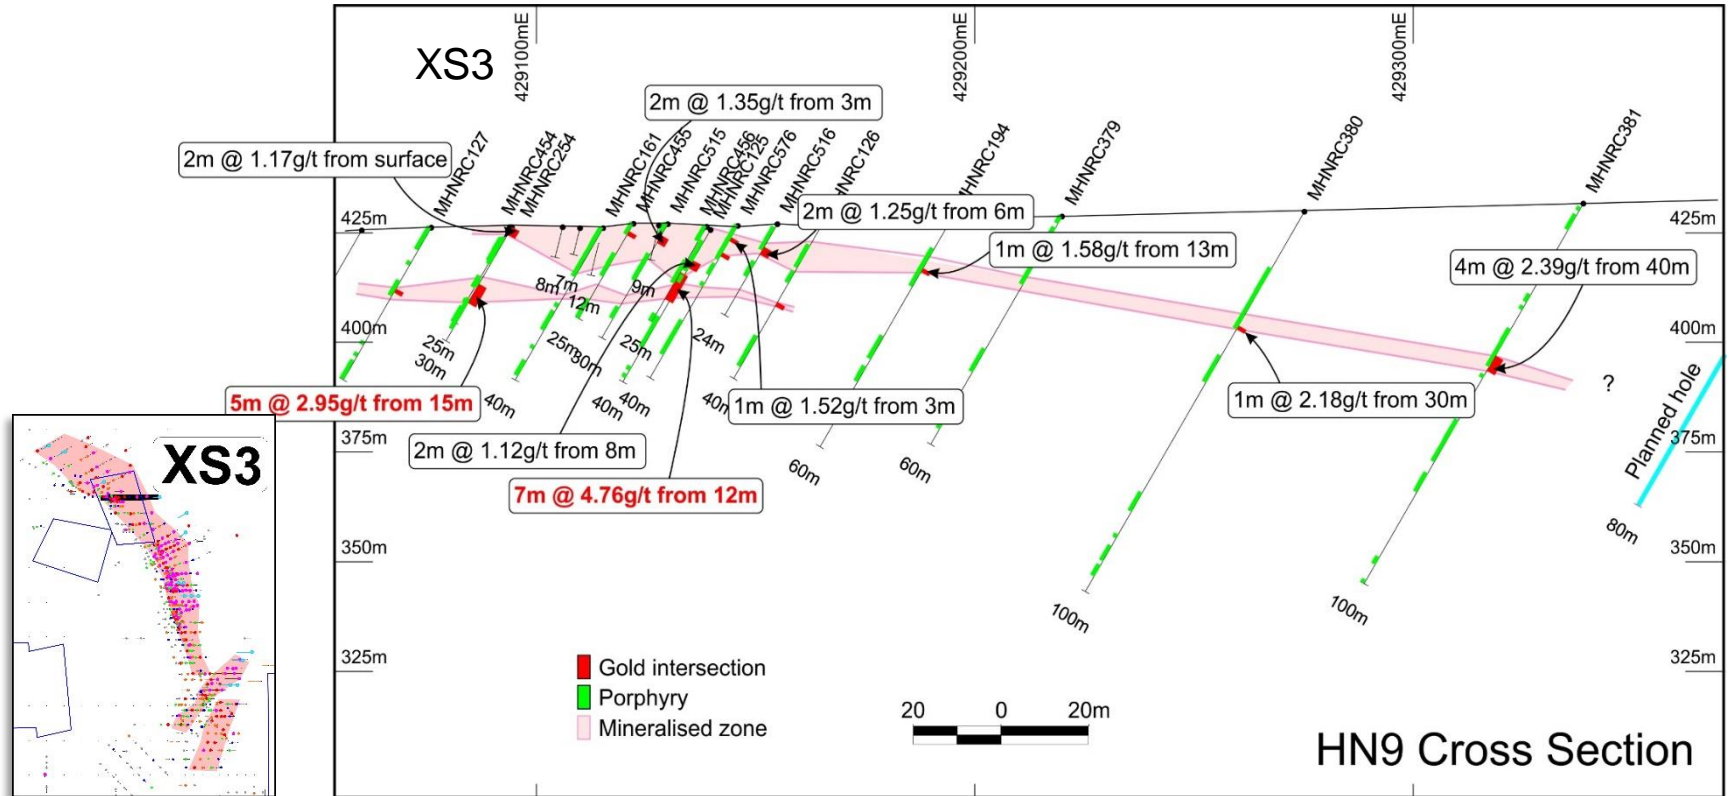 XS3
429100mE
429200mE
429300mE
2m @ 1.35g/t from 3m
2m @ 1.17g/t from surface
MHNRC127
MHNRC454
MHNRC254
MHNRC161
MHNRC455
MHNRC515
MHNRC456
MHNRC125
MHNRC576
MHNRC516
HNRC126
MHNRC194
MHNRC379
MHNRC380
MHNRC381
2m @ 1.25g/t from 6m
1m @ 1.58g/t from 13m
4m @ 2.39g/t from 40m
425m
425m
8m
7m
12m
9m
400m
400m
25m
30m
25m
30m
25m
24m
40m
40m
40m
40m
5m @ 2.95g/t from 15m
1m @ 1.52g/t from 3m
1m @ 2.18g/t from 30m
?
Planned hole
375m
375m
2m @ 1.12g/t from 8m
7m @ 4.76g/t from 12m
60m
60m
80m
350m
350m
100m
100m
325m
325m
XS3
Gold intersection
Porphyry
Mineralised zone
20 0 20m
HN9 Cross Section